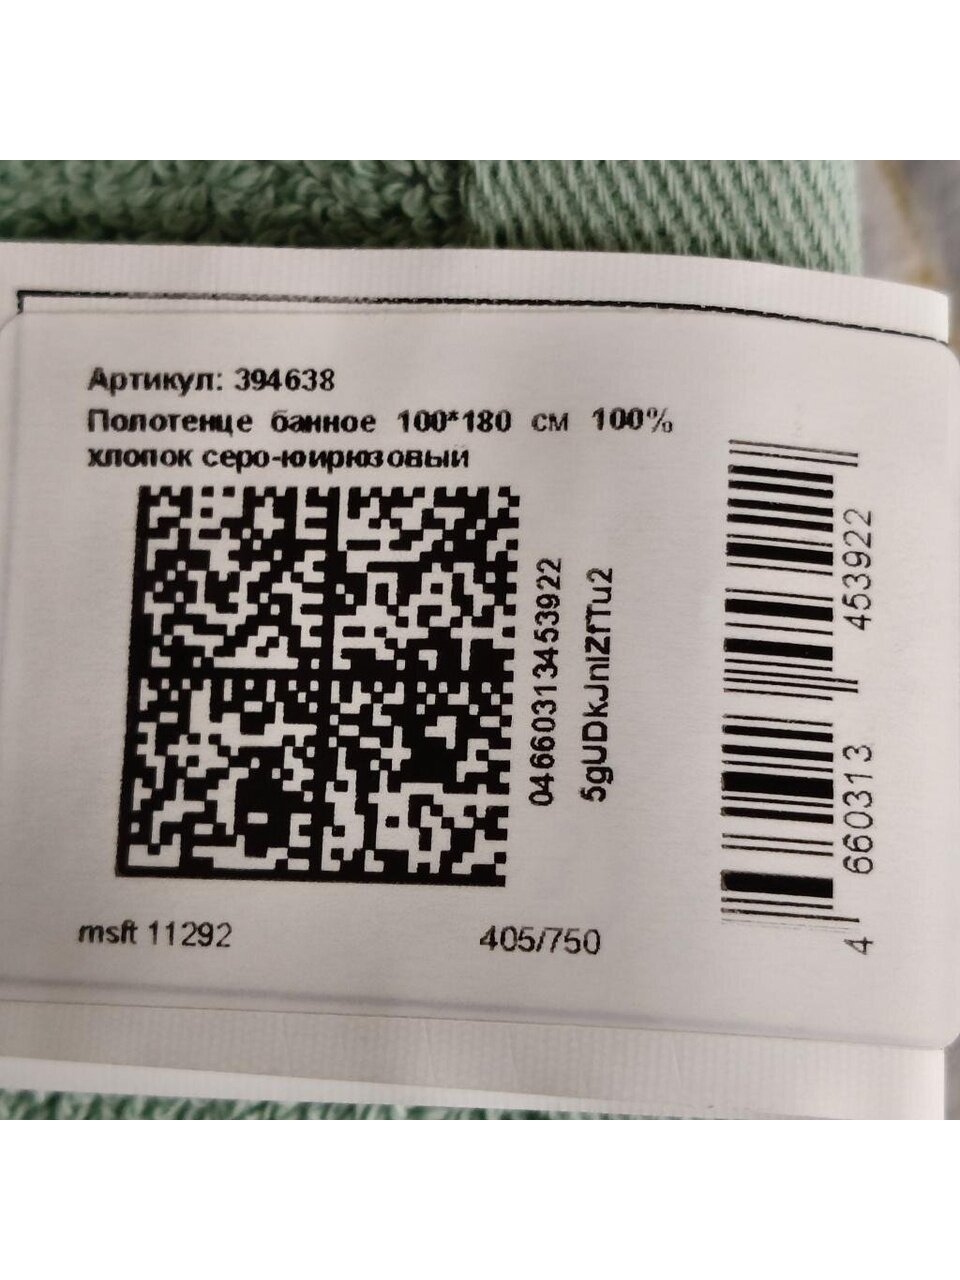 Артикул: 394638
Полотенце банное 100*180 см 100%
хлопок серо-юирюзовый
04660313453922
msft 11292
405/750
4 660313 453922